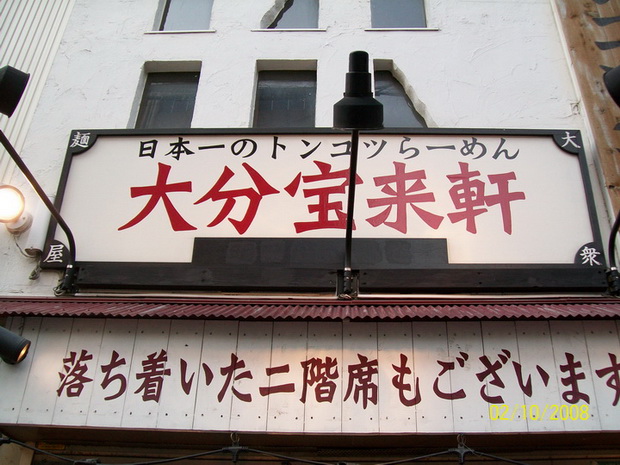 日本一のトンコツらーめん
大分宝来軒
麺
屋
大
衆
落ち着いた二階席もございます
02/10/2008